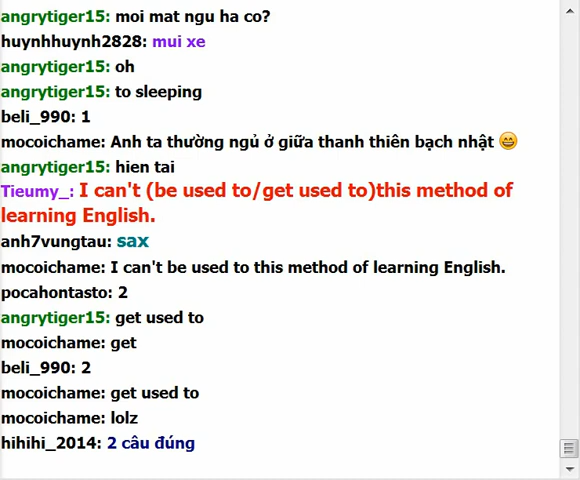 angrytiger15: moi mat ngu ha co?
huynhhuynh2828: mui xe
angrytiger15: oh
angrytiger15: to sleeping
beli_990: 1
mocoichame: Anh ta thường ngủ ở giữa thanh thiên bạch nhật 😄
angrytiger15: hien tai
Tieumy_: I can't (be used to/get used to)this method of
learning English.
anh7vungtau: sax
mocoichame: I can't be used to this method of learning English.
pocahontasto: 2
angrytiger15: get used to
mocoichame: get
beli_990: 2
mocoichame: get used to
mocoichame: lolz
hihihi_2014: 2 câu đúng